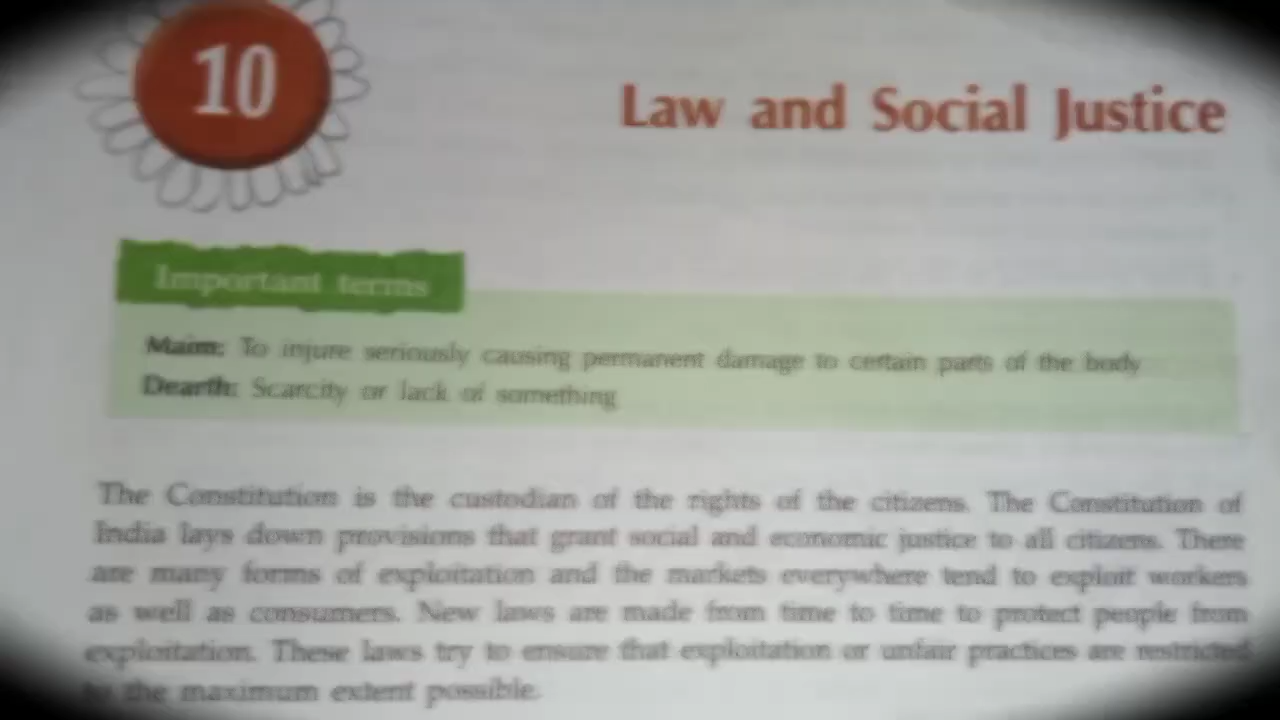 10
Law and Social Justice
Important terms
Maim: To injure seriously causing permanent damage to certain parts of the body
Dearth: Scarcity or lack of something
The Constitution is the custodian of the rights of the citizens. The Constitution of
India lays down provisions that grant social and economic justice to all citizens. There
are many forms of exploitation and the markets everywhere tend to exploit workers
as well as consumers. New laws are made from time to time to protect people from
exploitation. These laws try to ensure that exploitation or unfair practices are restricted
to the maximum extent possible.